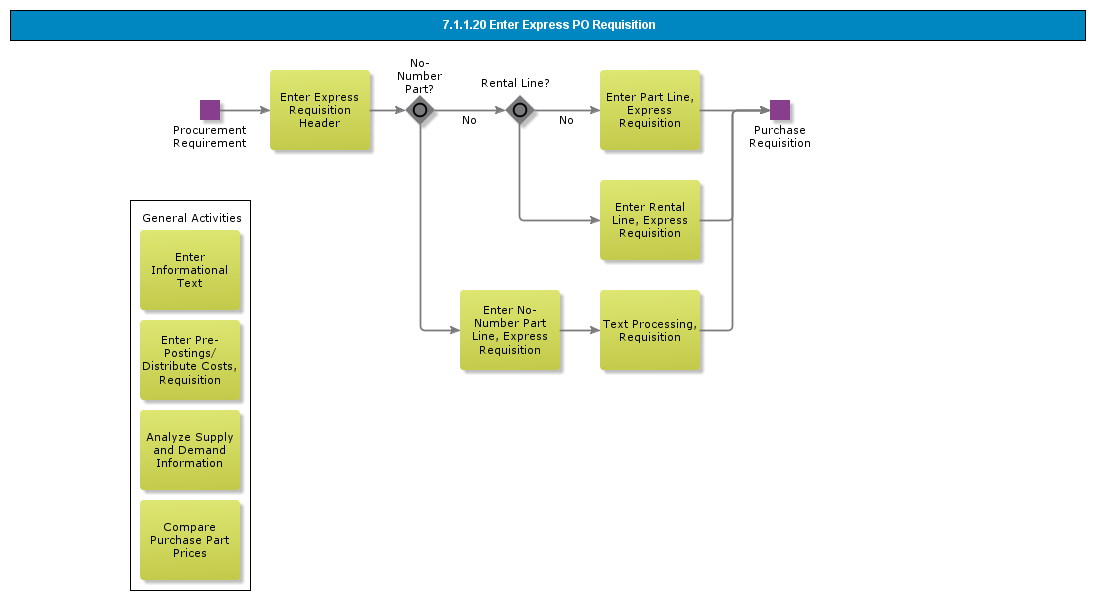 7.1.1.20 Enter Express PO Requisition
No-
Number
Part?
Rental Line?
Enter Express
Requisition
Header
Enter Part Line,
Express
Requisition
No
No
Procurement
Requirement
Purchase
Requisition
Enter Rental
Line, Express
Requisition
General Activities
Enter
Informational
Text
Enter No-
Number Part
Line, Express
Requisition
Text Processing,
Requisition
Enter Pre-
Postings/
Distribute Costs,
Requisition
Analyze Supply
and Demand
Information
Compare
Purchase Part
Prices